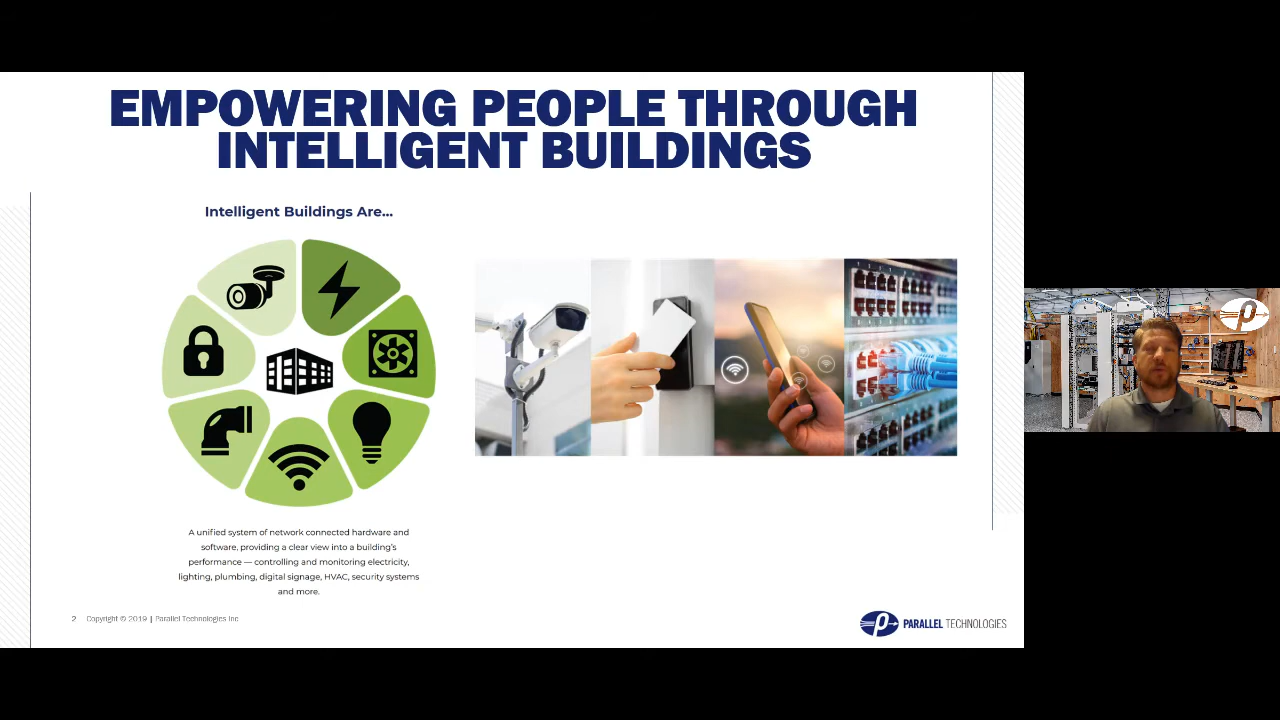 EMPOWERING PEOPLE THROUGH
INTELLIGENT BUILDINGS
Intelligent Buildings Are...
A unified system of network connected hardware and
software, providing a clear view into a building's
performance — controlling and monitoring electricity,
lighting, plumbing, digital signage, HVAC, security systems
and more.
2 Copyright © 2019 | Parallel Technologies Inc
PARALLEL TECHNOLOGIES